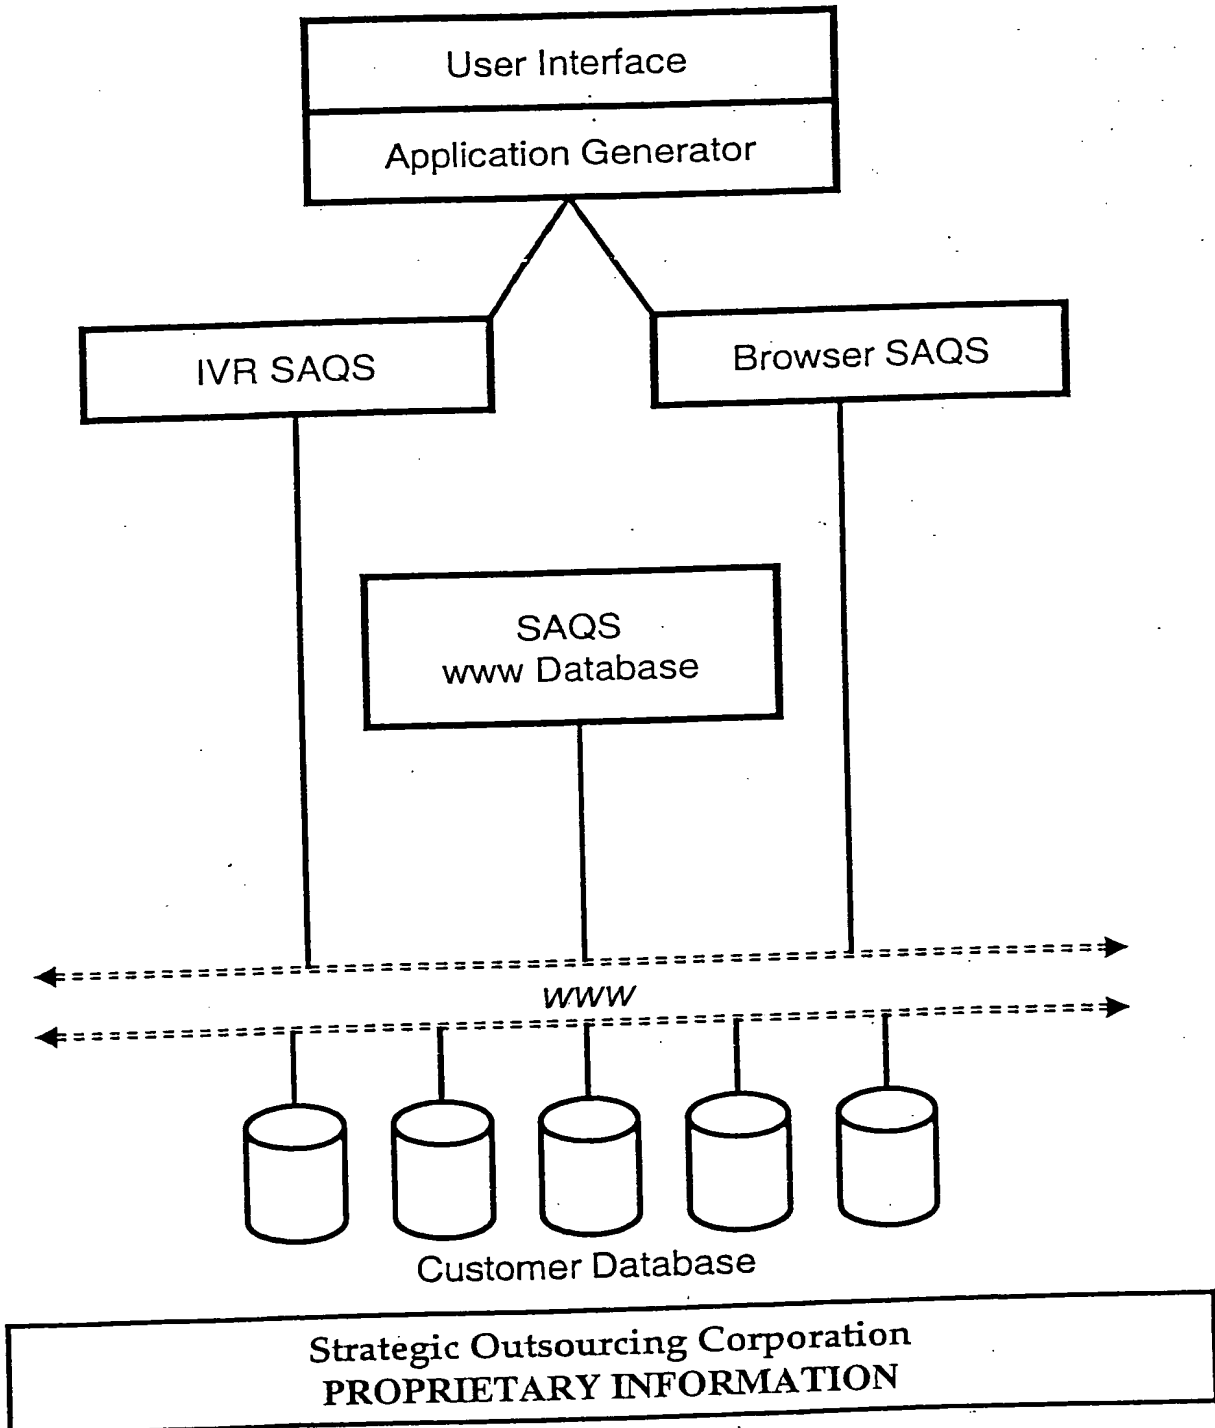 User Interface
Application Generator
IVR SAQS
Browser SAQS
SAQS
www Database
www
Customer Database
Strategic Outsourcing Corporation
PROPRIETARY INFORMATION